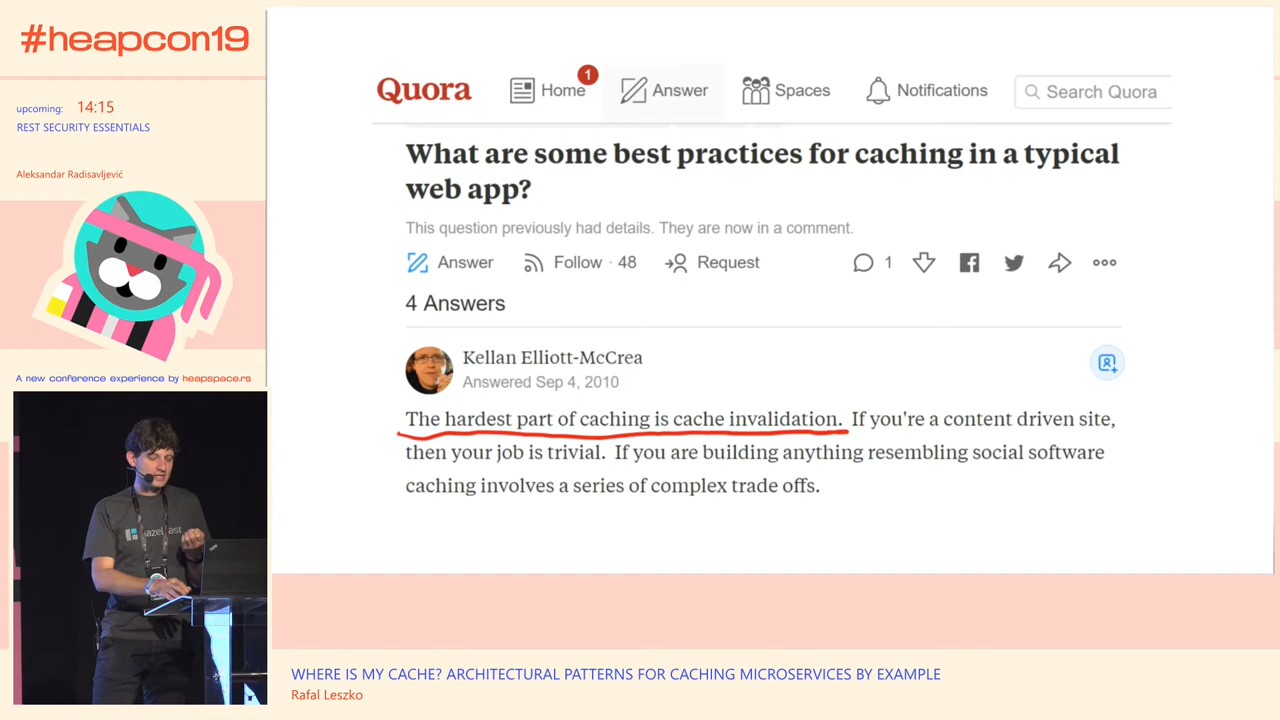 #heapcon19
upcoming: 14:15
REST SECURITY ESSENTIALS
Aleksandar Radisavljević
A new conference experience by heapspace.rs
Quora
Home
1
Answer
Spaces
Notifications
Search Quora
What are some best practices for caching in a typical
web app?
This question previously had details. They are now in a comment.
Answer
Follow · 48
Request
1
4 Answers
Kellan Elliott-McCrea
Answered Sep 4, 2010
The hardest part of caching is cache invalidation. If you're a content driven site,
then your job is trivial. If you are building anything resembling social software
caching involves a series of complex trade offs.
WHERE IS MY CACHE? ARCHITECTURAL PATTERNS FOR CACHING MICROSERVICES BY EXAMPLE
Rafal Leszko